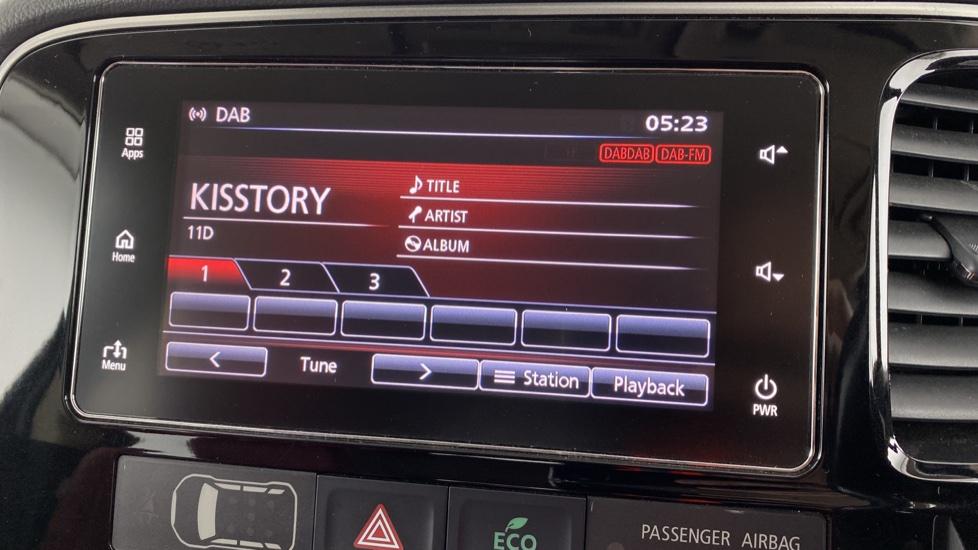 DAB
05:23
DABDAB DAB-FM
Apps
KISSTORY
TITLE
11D
ARTIST
ALBUM
Home
1 2 3
Menu
< Tune > Station Playback
PWR
ECO
PASSENGER AIRBAG